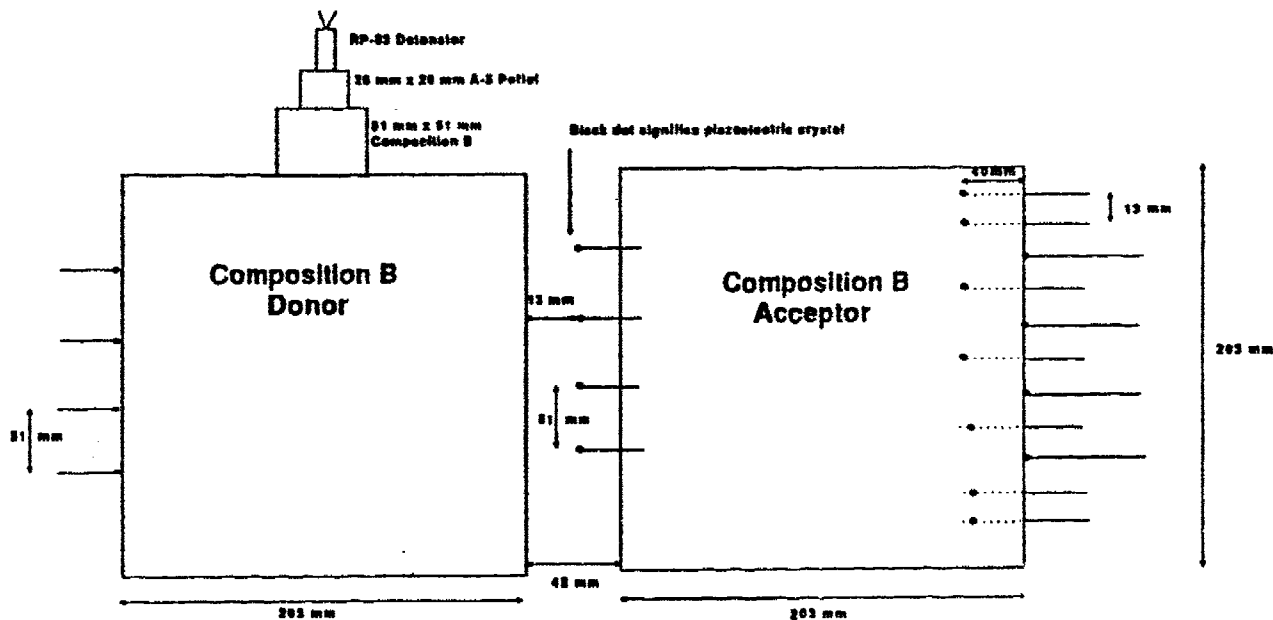 RP-83 Detonator
26 mm x 26 mm A-5 Pellet
51 mm x 51 mm
Composition B
Black dot signifies piezoelectric crystal
40mm
13 mm
Composition B
Donor
13 mm
Composition B
Acceptor
203 mm
51 mm
51 mm
48 mm
203 mm
203 mm